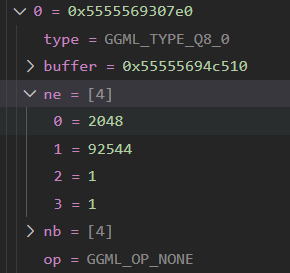 0 = 0x5555569307e0
type = GGML_TYPE_Q8_0
buffer = 0x55555694c510
ne = [4]
0 = 2048
1 = 92544
2 = 1
3 = 1
nb = [4]
op = GGML_OP_NONE